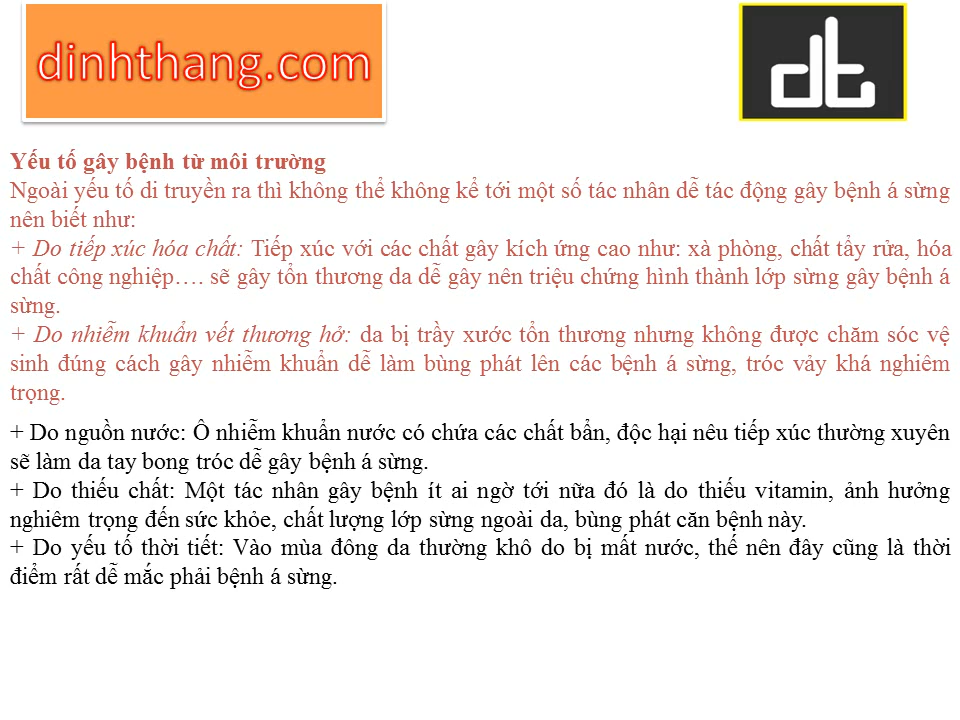 dinhthang.com
dt
Yếu tố gây bệnh từ môi trường
Ngoài yếu tố di truyền ra thì không thể không kể tới một số tác nhân dễ tác động gây bệnh á sừng
nên biết như:
+ Do tiếp xúc hóa chất: Tiếp xúc với các chất gây kích ứng cao như: xà phòng, chất tẩy rửa, hóa
chất công nghiệp…. sẽ gây tổn thương da dễ gây nên triệu chứng hình thành lớp sừng gây bệnh á
sừng.
+ Do nhiễm khuẩn vết thương hở: da bị trầy xước tổn thương nhưng không được chăm sóc vệ
sinh đúng cách gây nhiễm khuẩn dễ làm bùng phát lên các bệnh á sừng, tróc vảy khá nghiêm
trọng.
+ Do nguồn nước: Ô nhiễm khuẩn nước có chứa các chất bẩn, độc hại nêu tiếp xúc thường xuyên
sẽ làm da tay bong tróc dễ gây bệnh á sừng.
+ Do thiếu chất: Một tác nhân gây bệnh ít ai ngờ tới nữa đó là do thiếu vitamin, ảnh hưởng
nghiêm trọng đến sức khỏe, chất lượng lớp sừng ngoài da, bùng phát căn bệnh này.
+ Do yếu tố thời tiết: Vào mùa đông da thường khô do bị mất nước, thế nên đây cũng là thời
điểm rất dễ mắc phải bệnh á sừng.